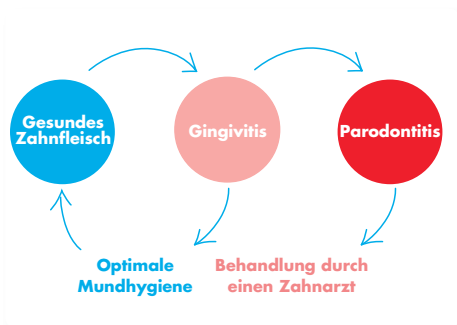 Gesundes
Zahnfleisch
Gingivitis
Parodontitis
Optimale
Mundhygiene
Behandlung durch
einen Zahnarzt